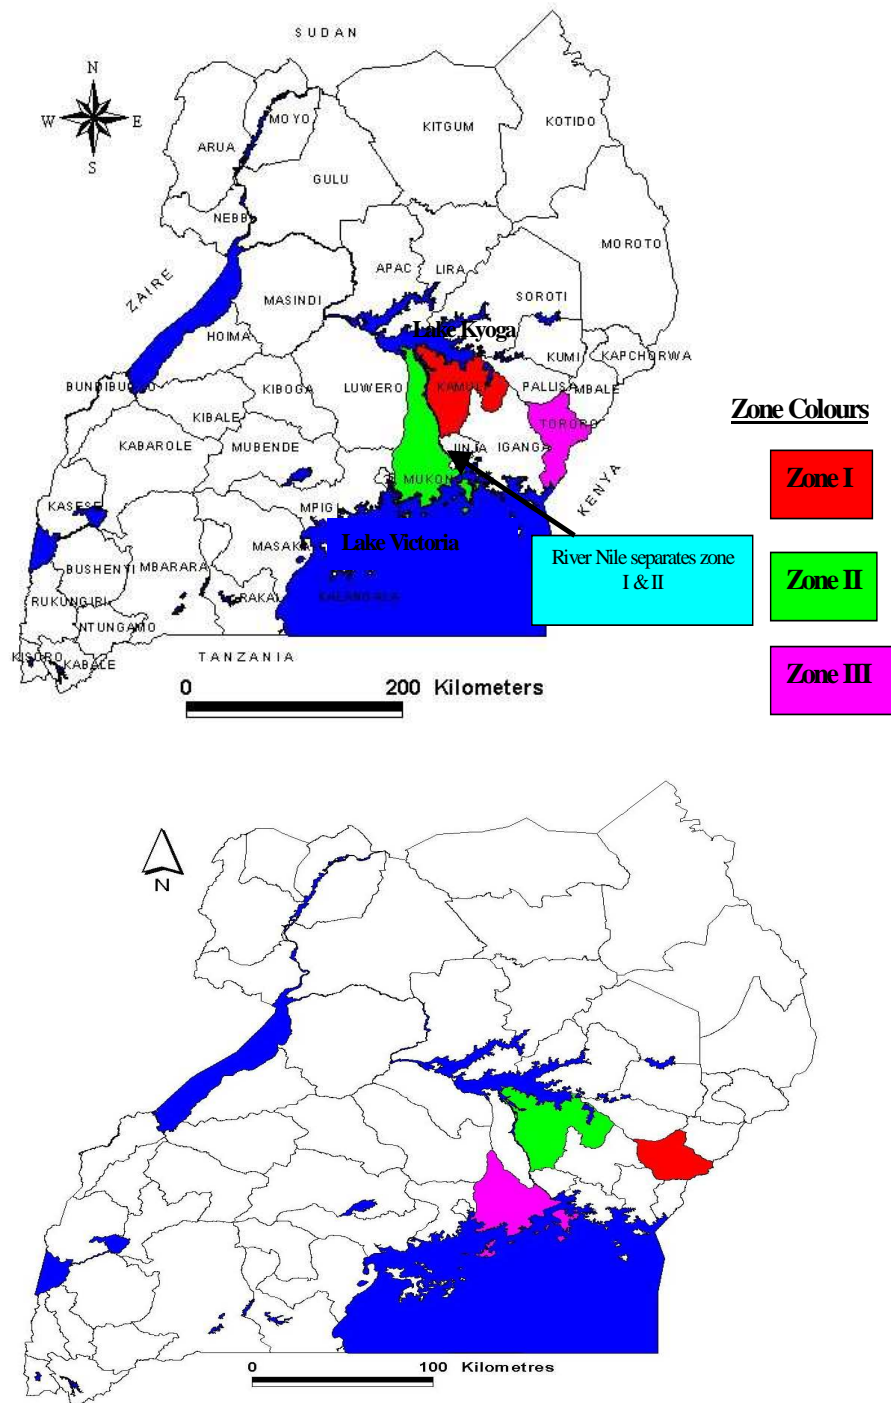 SUDAN
N
W E
S
MOYO
KITGUM
KOTIDO
ARUA
GULU
NEBBI
MOROTO
APAC
LIRA
ZAIRE
MASINDI
SOROTI
Lake Kyoga
HOIMA
KUMI
KAPCHORWA
BUNDIBUGYO
KIBOGA
LUWERO
KAMULI
PALLISA
MBALE
KIBALE
TORORO
Zone Colours
KABAROLE
MUBENDE
JINJA
IGANGA
Zone I
MUKONO
KENYA
KASESE
MPIGI
MASAKA
Lake Victoria
River Nile separates zone
I & II
BUSHENYI
MBARARA
Zone II
RUKUNGIRI
RAKAI
KALANGALA
NTUNGAMO
KISORO
KABALE
TANZANIA
Zone III
0 200 Kilometers
N
0 100 Kilometres